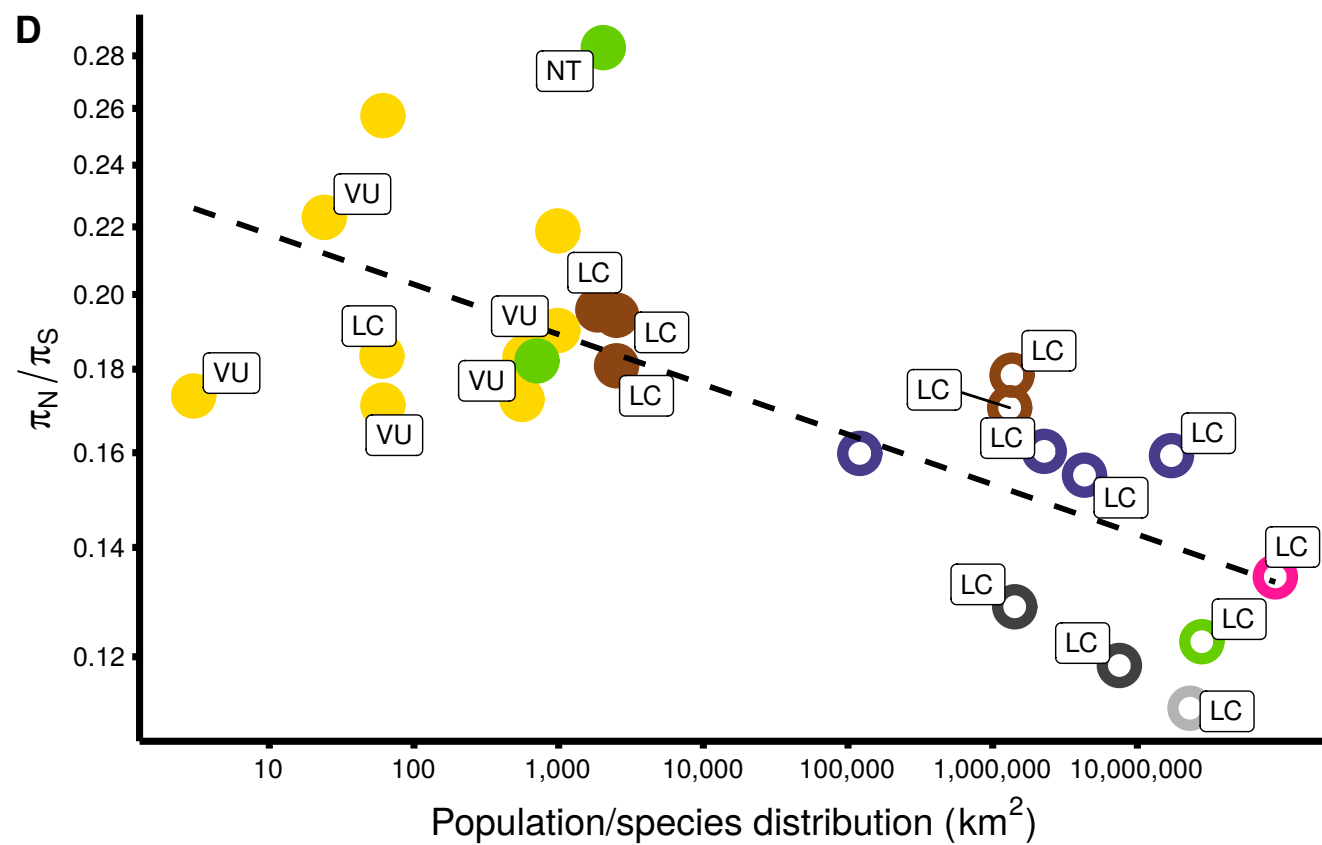 D
0.28
NT
0.26
0.24
VU
0.22
LC
0.20
VU
LC
LC
LC
0.18
VU
VU
LC
LC
VU
LC
LC
0.16
LC
0.14
LC
LC
LC
LC
0.12
LC
πN / πS
10
100
1,000
10,000
100,000
1,000,000
10,000,000
Population/species distribution (km²)